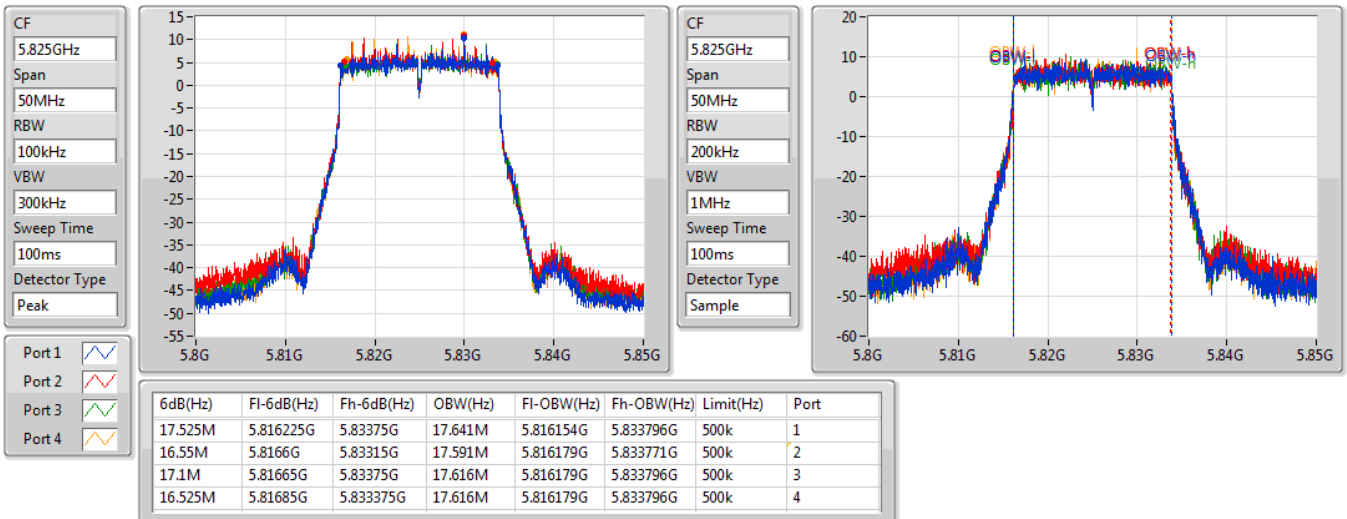 CF
5.825GHz
Span
50MHz
RBW
100kHz
VBW
300kHz
Sweep Time
100ms
Detector Type
Peak
15
10
5
0
-5
-10
-15
-20
-25
-30
-35
-40
-45
-50
-55
5.8G 5.81G 5.82G 5.83G 5.84G 5.85G
CF
5.825GHz
Span
50MHz
RBW
200kHz
VBW
1MHz
Sweep Time
100ms
Detector Type
Sample
20
10
0
-10
-20
-30
-40
-50
-60
OBW-l OBW-h
5.8G 5.81G 5.82G 5.83G 5.84G 5.85G
Port 1
Port 2
Port 3
Port 4
6dB(Hz) Fl-6dB(Hz) Fh-6dB(Hz) OBW(Hz) Fl-OBW(Hz) Fh-OBW(Hz) Limit(Hz) Port
17.525M 5.816225G 5.83375G 17.641M 5.816154G 5.833796G 500k 1
16.55M 5.8166G 5.83315G 17.591M 5.816179G 5.833771G 500k 2
17.1M 5.81665G 5.83375G 17.616M 5.816179G 5.833796G 500k 3
16.525M 5.81685G 5.833375G 17.616M 5.816179G 5.833796G 500k 4